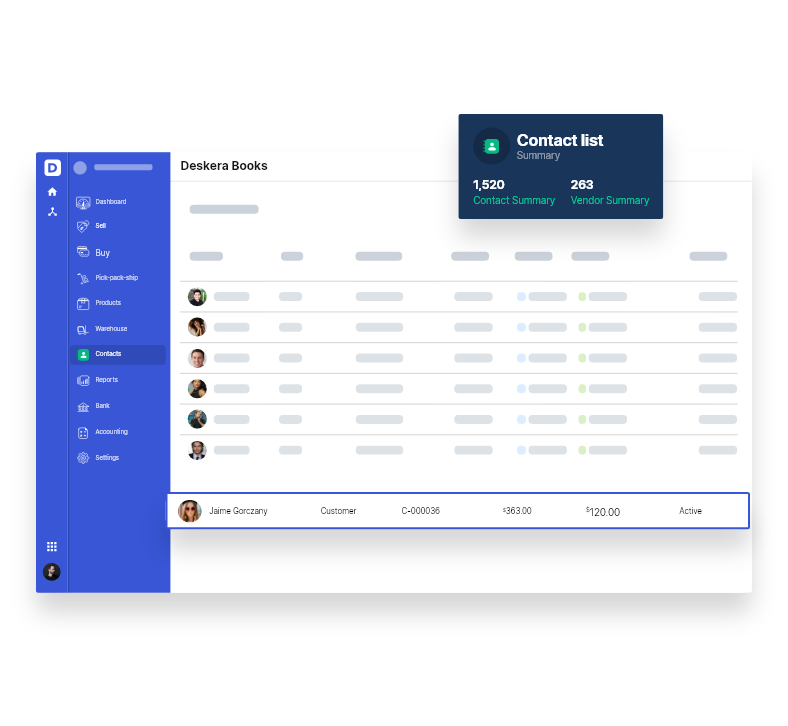 Contact list
Summary
1,520 263
Contact Summary Vendor Summary
D
Deskera Books
Dashboard
Sell
Buy
Pick-pack-ship
Products
Warehouse
Contacts
Reports
Bank
Accounting
Settings
Jaime Gorczany Customer C-000036 $363.00 $120.00 Active